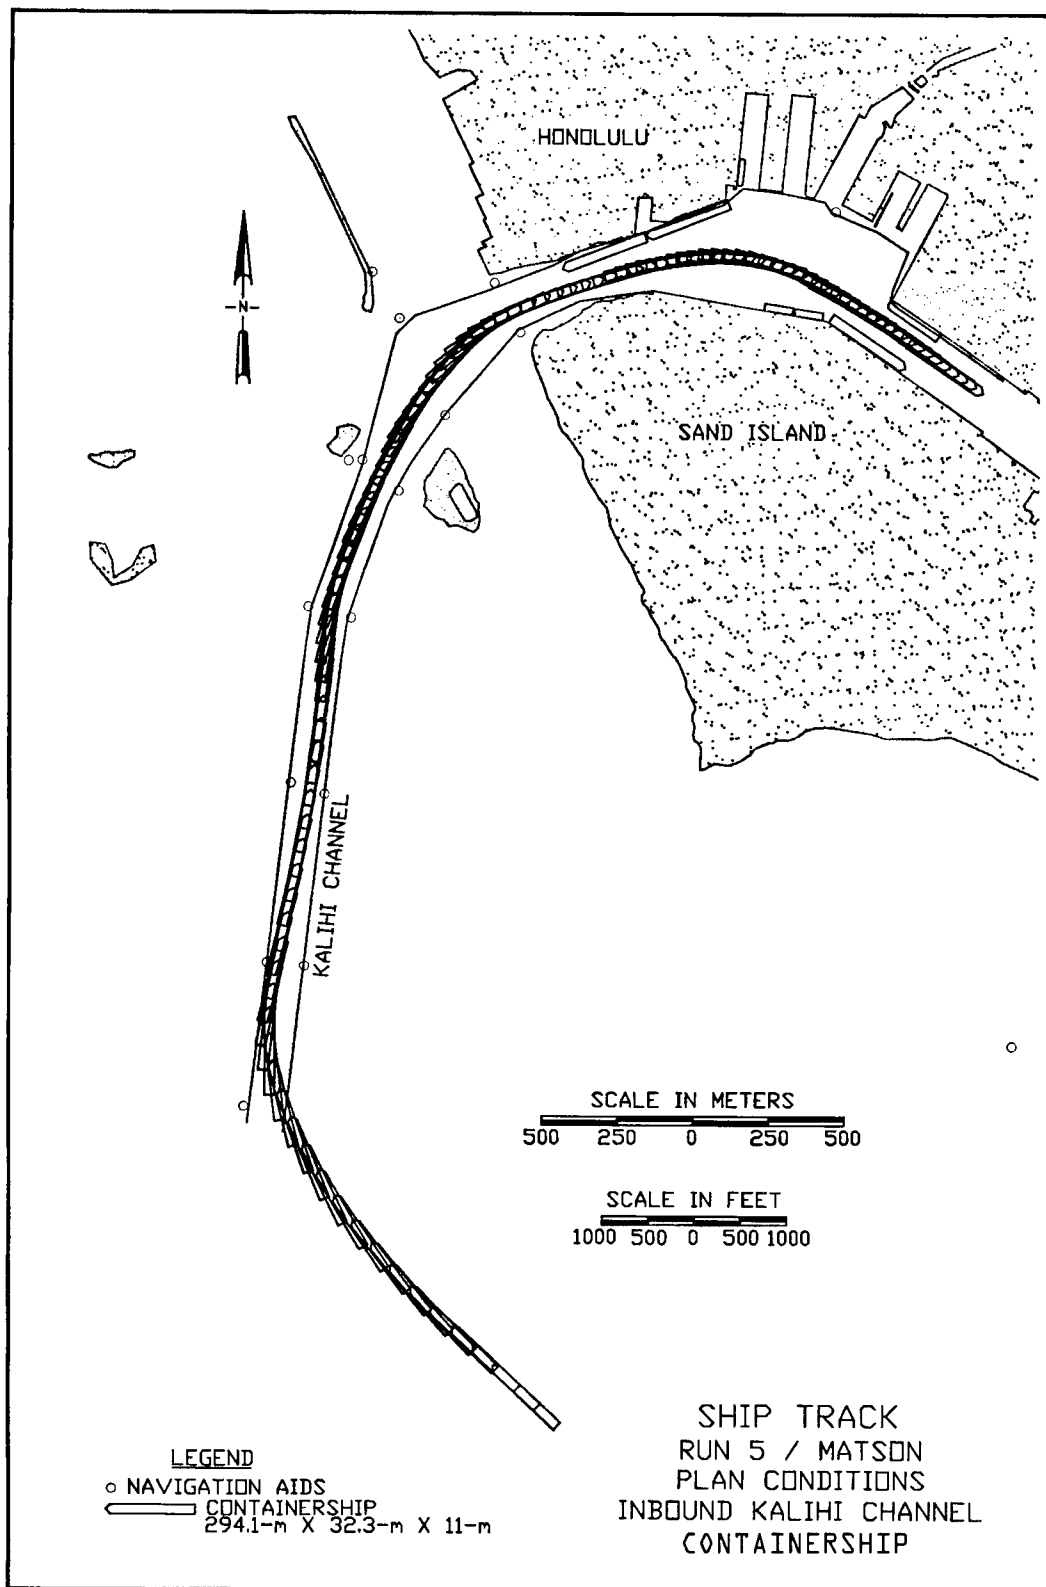 HONOLULU
-N-
SAND ISLAND
KALIHI CHANNEL
SCALE IN METERS
500 250 0 250 500
SCALE IN FEET
1000 500 0 500 1000
SHIP TRACK
RUN 5 / MATSON
PLAN CONDITIONS
INBOUND KALIHI CHANNEL
CONTAINERSHIP
LEGEND
NAVIGATION AIDS
CONTAINERSHIP
294.1-m X 32.3-m X 11-m